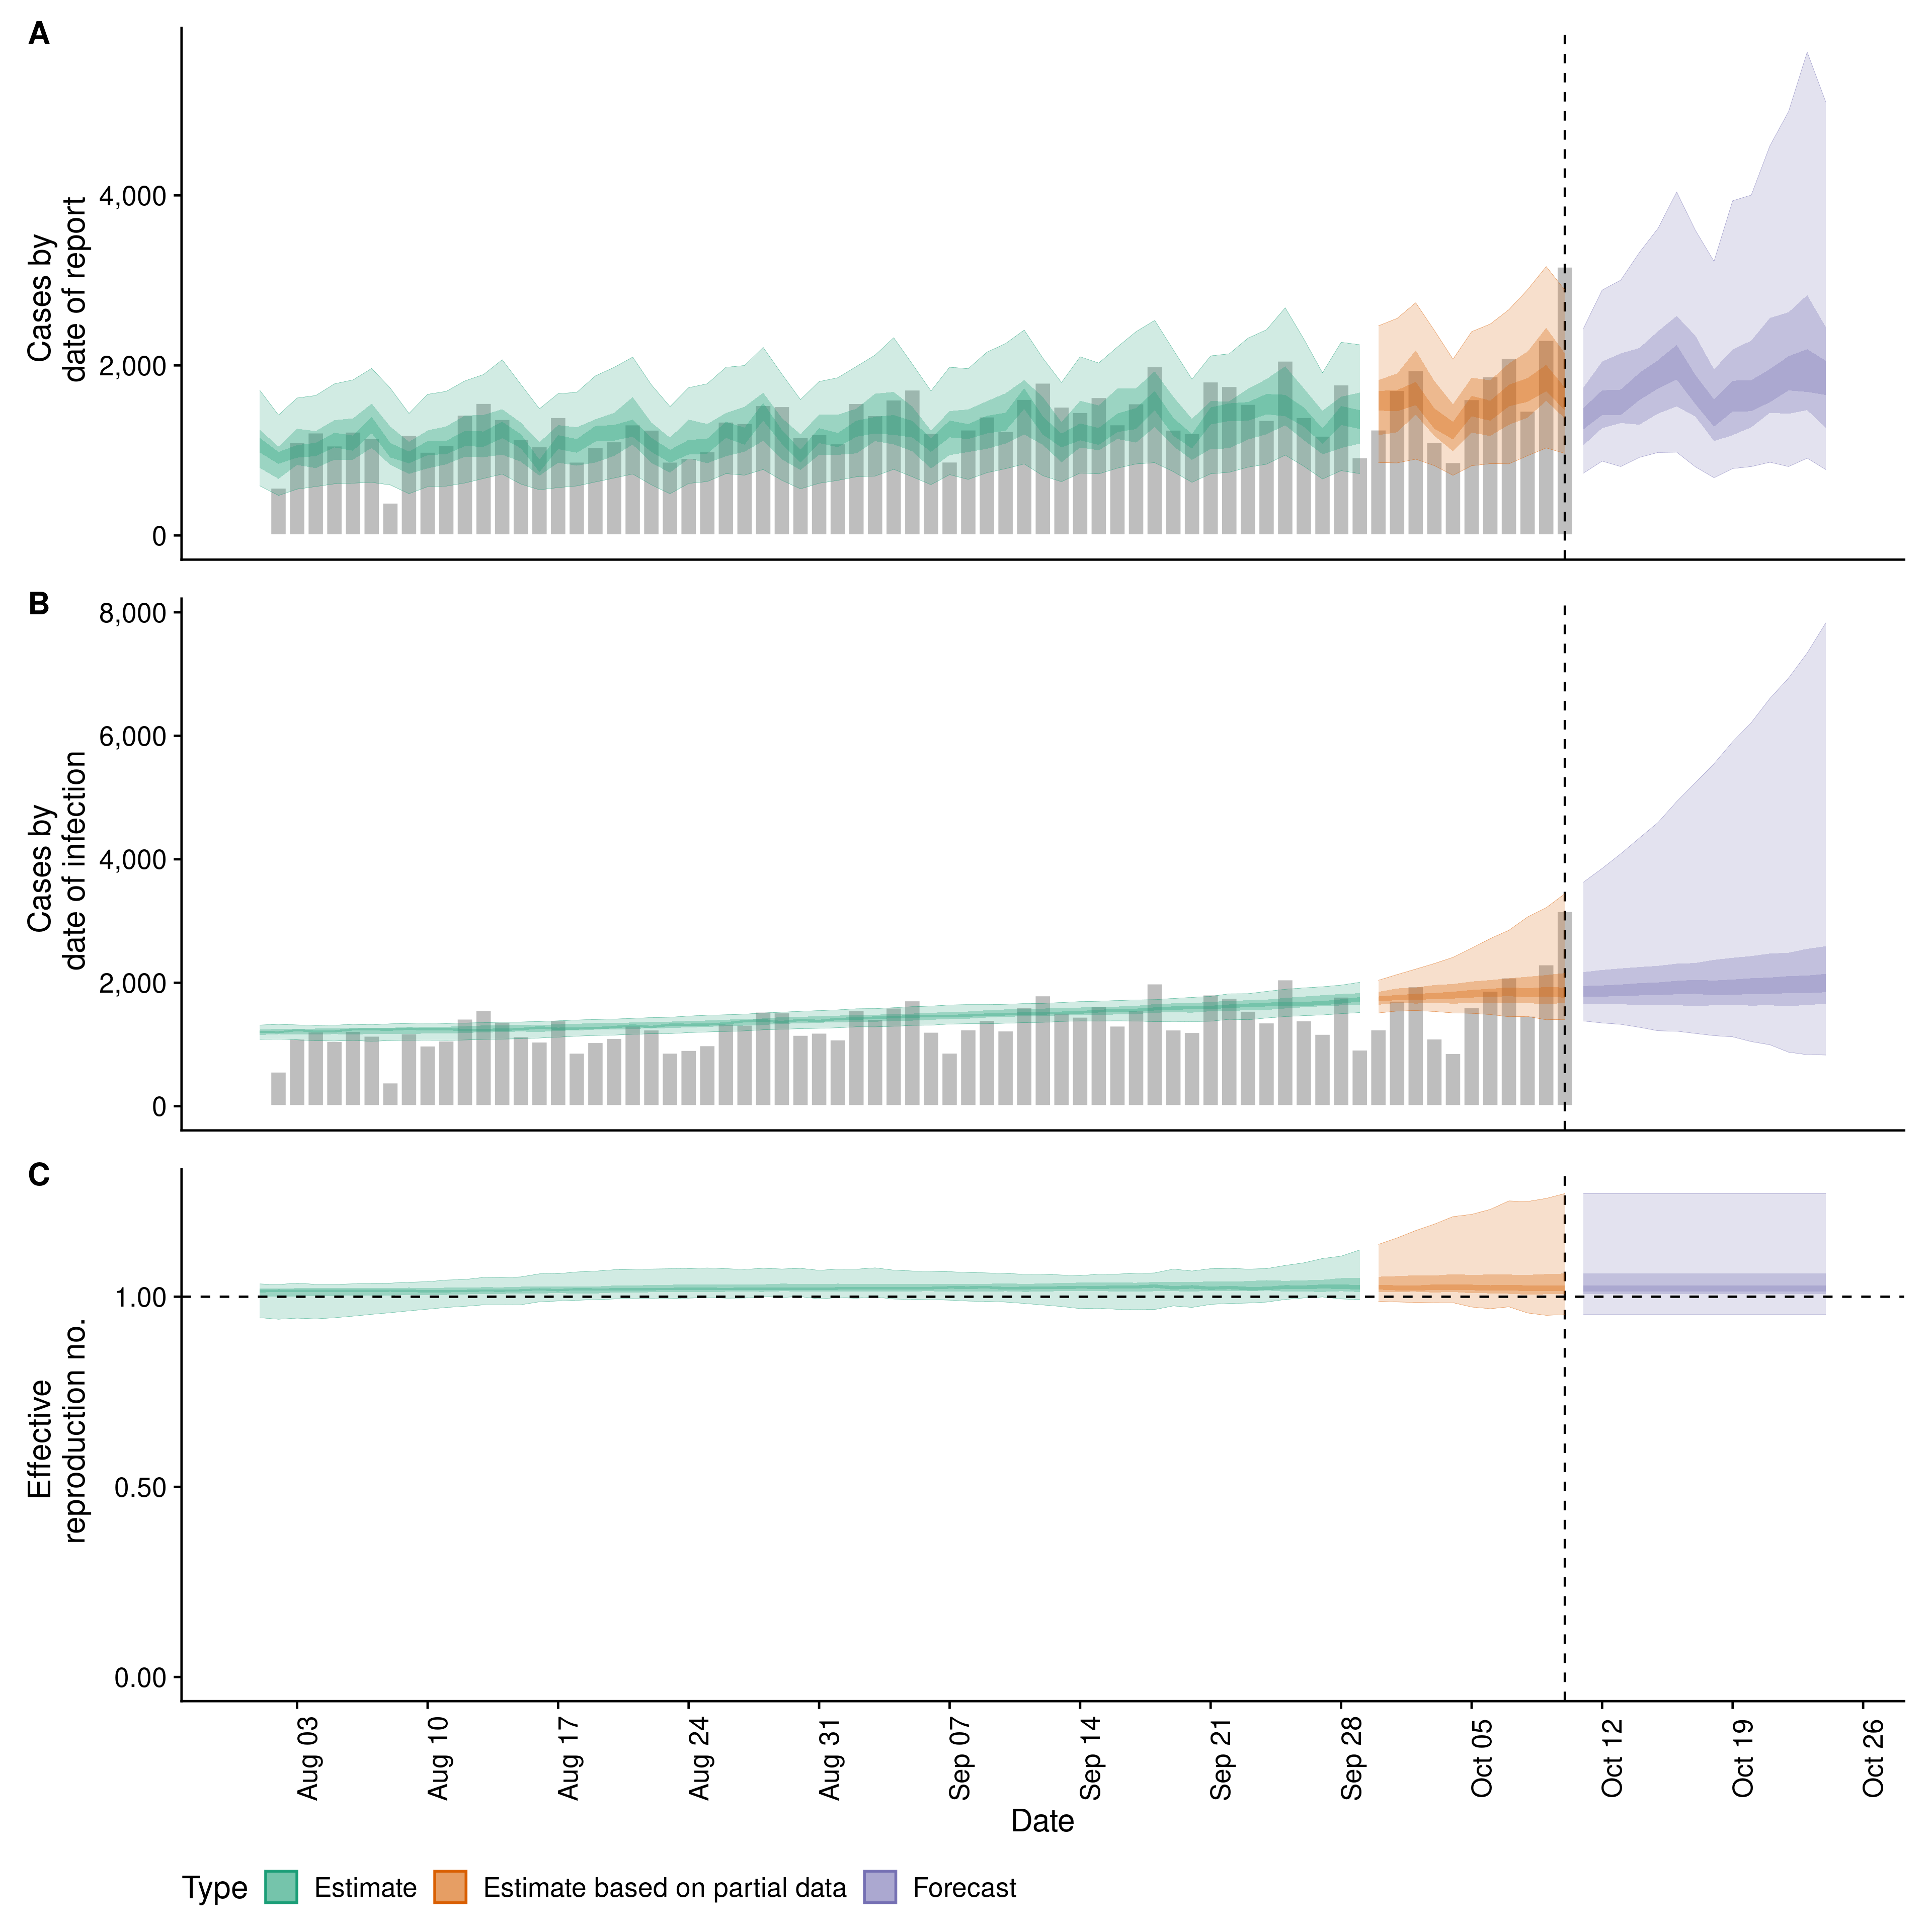 A
Cases by
date of report
4,000
2,000
0
B
Cases by
date of infection
8,000
6,000
4,000
2,000
0
C
Effective
reproduction no.
1.00
0.50
0.00
Aug 03
Aug 10
Aug 17
Aug 24
Aug 31
Sep 07
Sep 14
Sep 21
Sep 28
Oct 05
Oct 12
Oct 19
Oct 26
Date
Type Estimate Estimate based on partial data Forecast